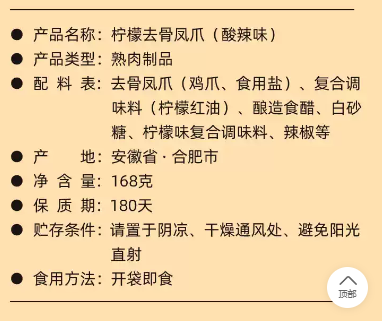 ● 产品名称：柠檬去骨凤爪（酸辣味）
● 产品类型：熟肉制品
● 配 料 表：去骨凤爪（鸡爪、食用盐）、复合调
味料（柠檬红油）、酿造食醋、白砂
糖、柠檬味复合调味料、辣椒等
● 产　　地：安徽省·合肥市
● 净 含 量：168克
● 保 质 期：180天
● 贮存条件：请置于阴凉、干燥通风处、避免阳光
直射
● 食用方法：开袋即食
顶部